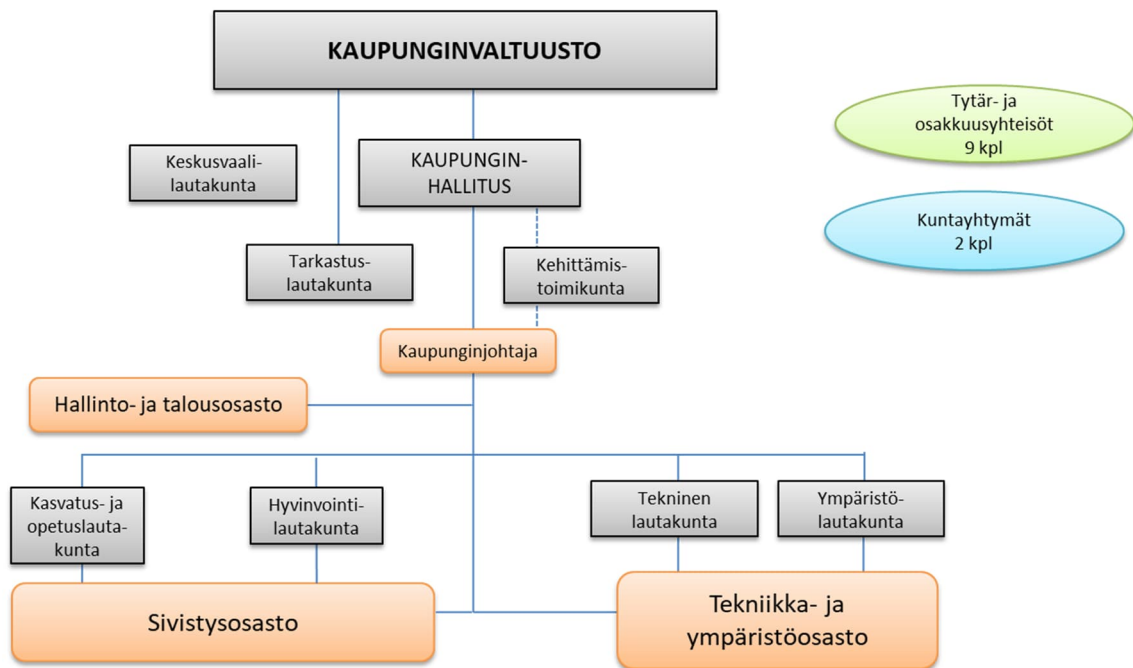 KAUPUNGINVALTUUSTO
Tytär- ja
osakkuusyhteisöt
9 kpl
Keskusvaali-
lautakunta
KAUPUNGIN-
HALLITUS
Kuntayhtymät
2 kpl
Tarkastus-
lautakunta
Kehittämis-
toimikunta
Kaupunginjohtaja
Hallinto- ja talousosasto
Kasvatus- ja
opetuslauta-
kunta
Hyvinvointi-
lautakunta
Tekninen
lautakunta
Ympäristö-
lautakunta
Sivistysosasto
Tekniikka- ja
ympäristöosasto